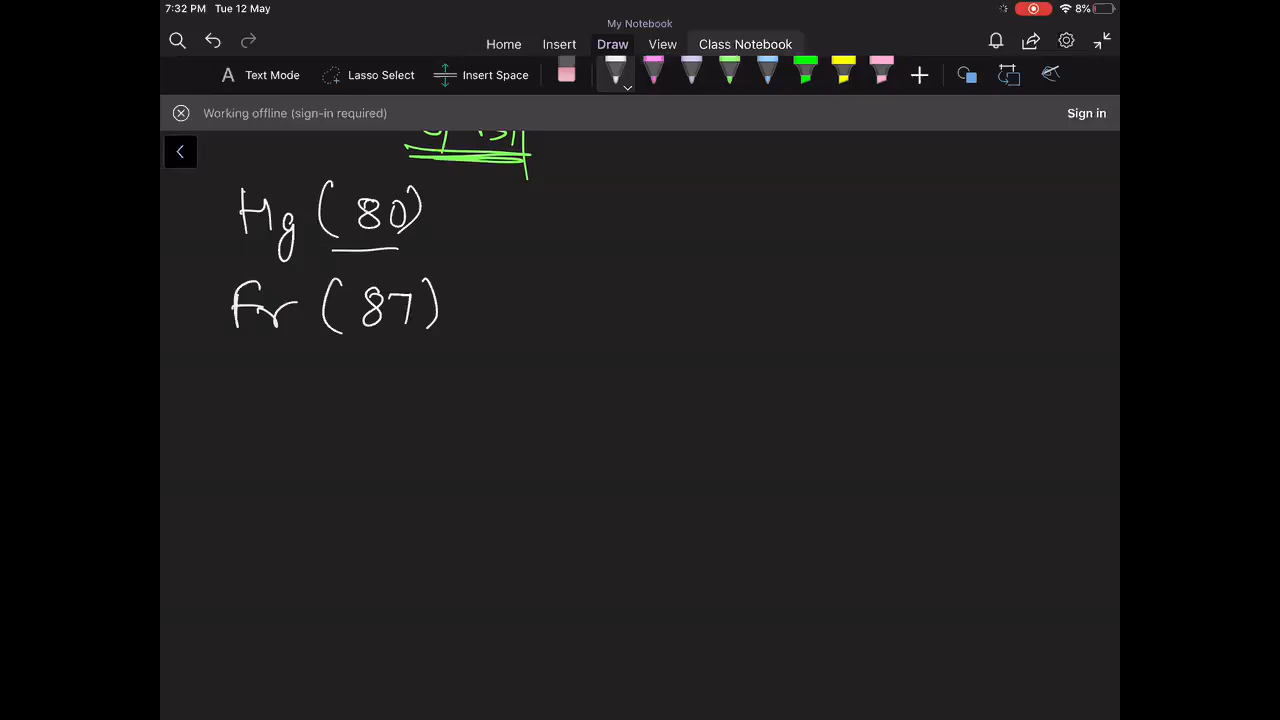 7:32 PM Tue 12 May 8%
My Notebook
Home Insert Draw View Class Notebook
A Text Mode Lasso Select Insert Space
Working offline (sign-in required) Sign in
Hg (80)
Fr (87)